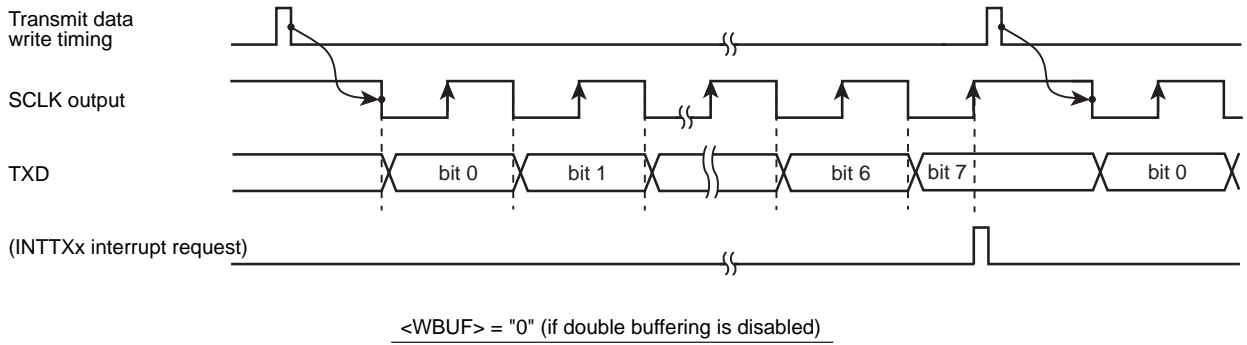 Transmit data
write timing
SCLK output
TXD
bit 0
bit 1
bit 6
bit 7
bit 0
(INTTXx interrupt request)
<WBUF> = "0" (if double buffering is disabled)